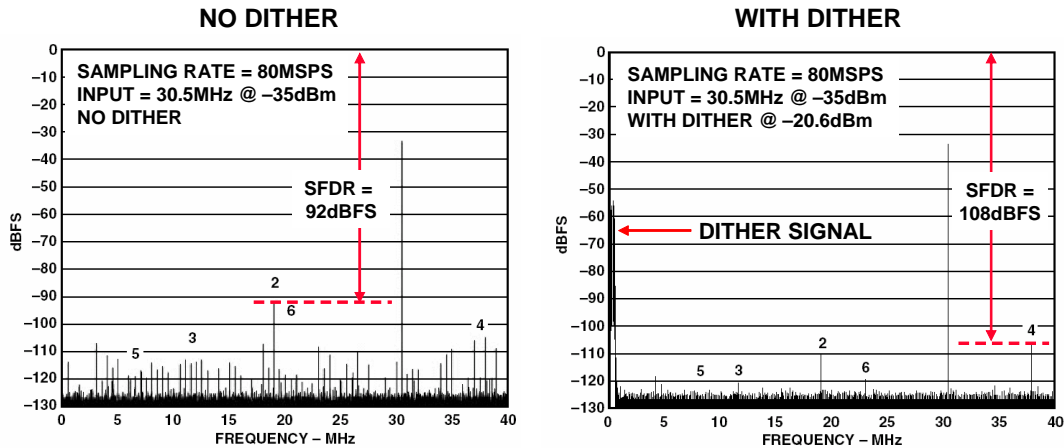 NO DITHER
0
–10
–20
–30
–40
–50
–60
–70
–80
–90
–100
–110
–120
–130
dBFS
SAMPLING RATE = 80MSPS
INPUT = 30.5MHz @ –35dBm
NO DITHER
SFDR =
92dBFS
2
6
3
5
4
0 5 10 15 20 25 30 35 40
FREQUENCY – MHz
WITH DITHER
0
–10
–20
–30
–40
–50
–60
–70
–80
–90
–100
–110
–120
–130
dBFS
SAMPLING RATE = 80MSPS
INPUT = 30.5MHz @ –35dBm
WITH DITHER @ –20.6dBm
SFDR =
108dBFS
DITHER SIGNAL
4
2
5 3 6
0 5 10 15 20 25 30 35 40
FREQUENCY – MHz